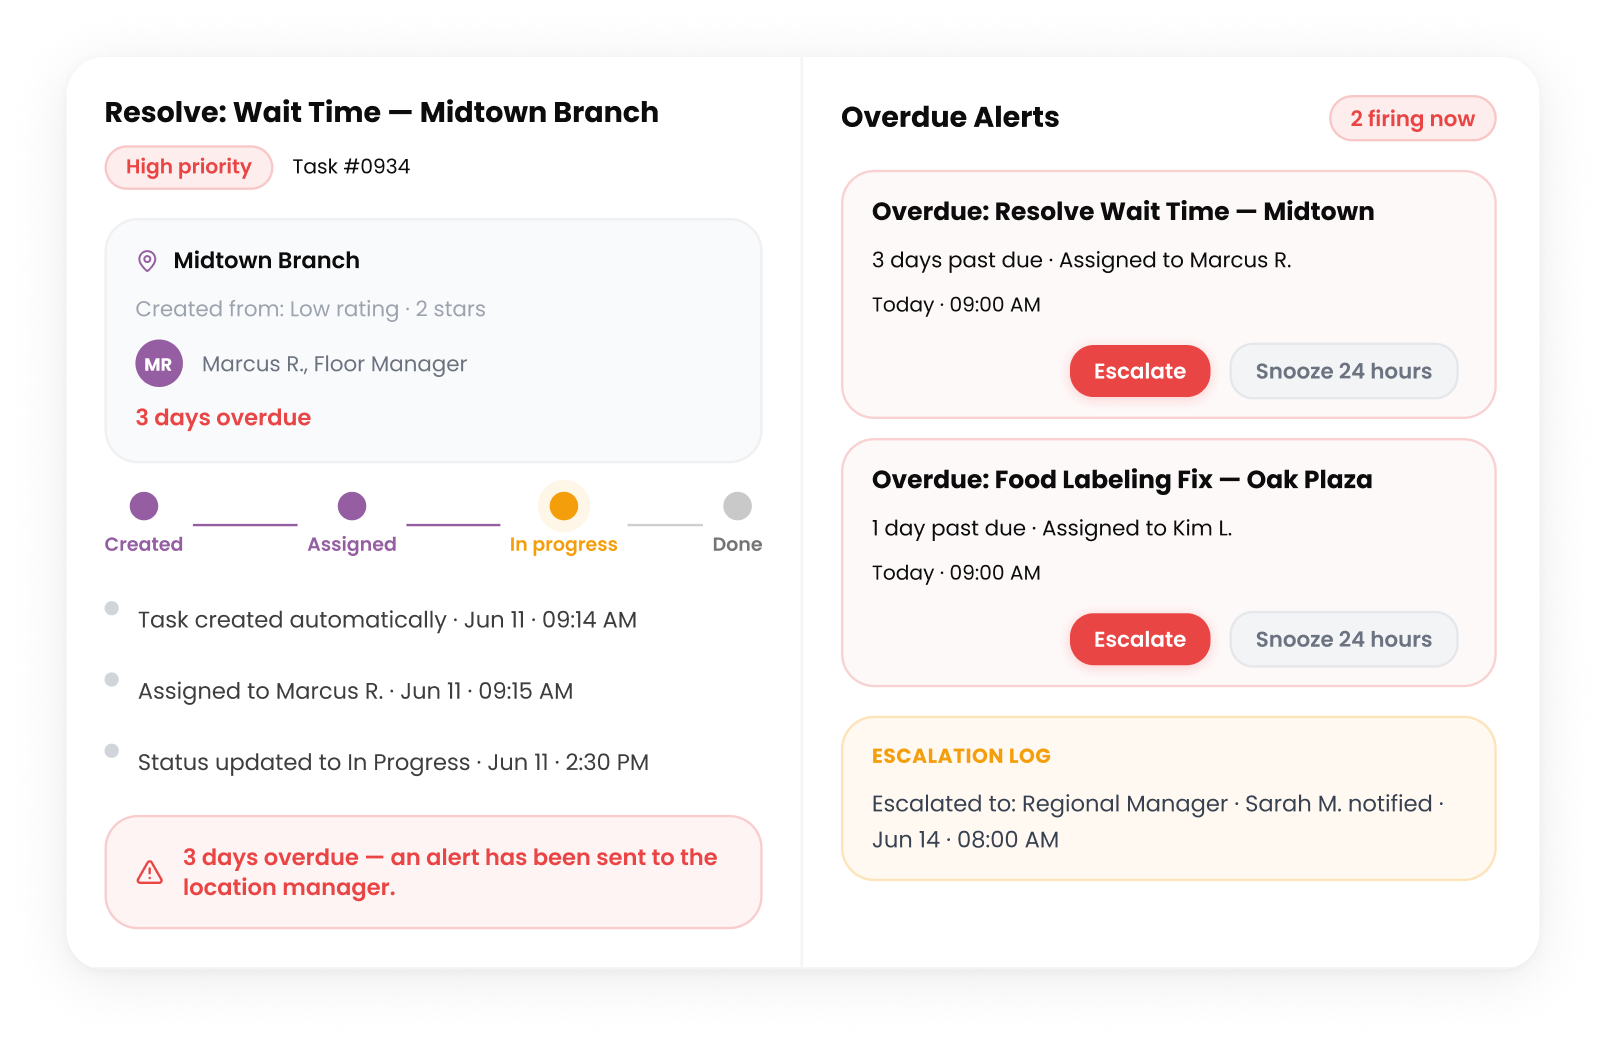 Resolve: Wait Time — Midtown Branch
High priority
Task #0934
Midtown Branch
Created from: Low rating · 2 stars
MR
Marcus R., Floor Manager
3 days overdue
Created
Assigned
In progress
Done
Task created automatically · Jun 11 · 09:14 AM
Assigned to Marcus R. · Jun 11 · 09:15 AM
Status updated to In Progress · Jun 11 · 2:30 PM
3 days overdue — an alert has been sent to the
location manager.
Overdue Alerts
2 firing now
Overdue: Resolve Wait Time — Midtown
3 days past due · Assigned to Marcus R.
Today · 09:00 AM
Escalate
Snooze 24 hours
Overdue: Food Labeling Fix — Oak Plaza
1 day past due · Assigned to Kim L.
Today · 09:00 AM
Escalate
Snooze 24 hours
ESCALATION LOG
Escalated to: Regional Manager · Sarah M. notified ·
Jun 14 · 08:00 AM